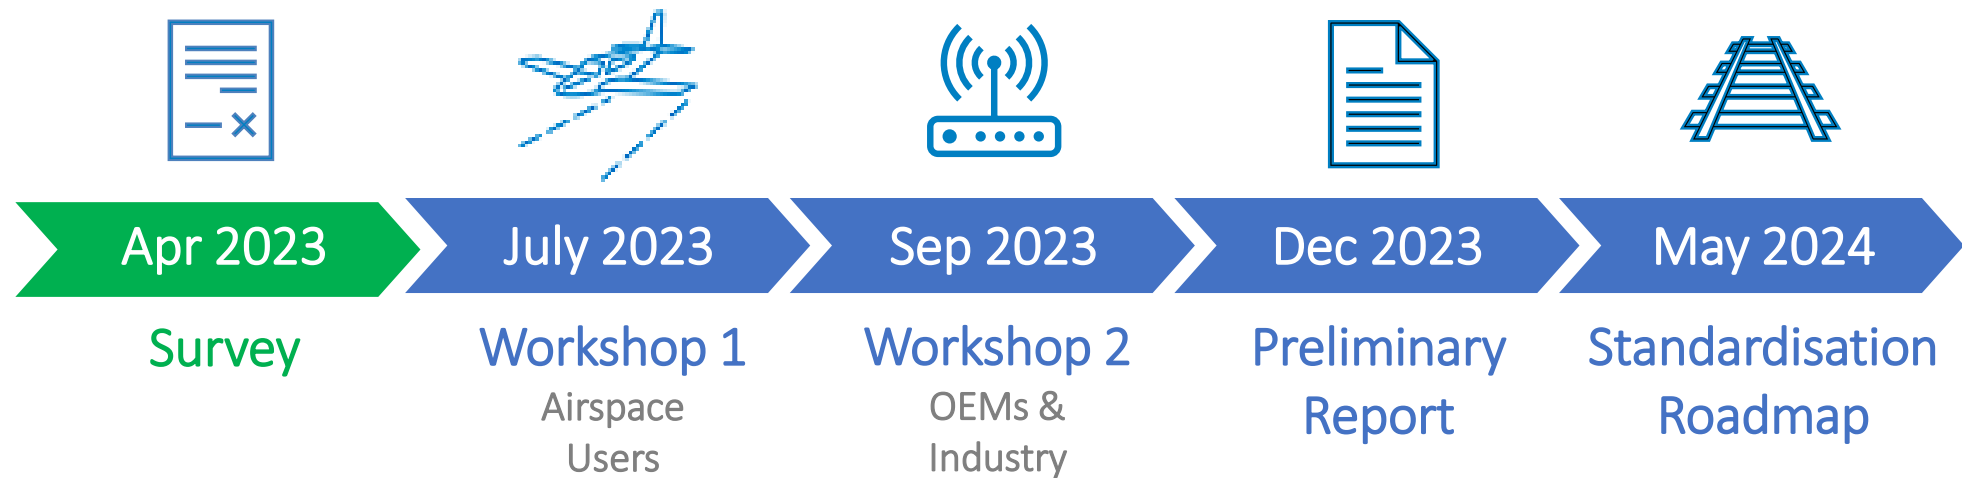 Apr 2023
July 2023
Sep 2023
Dec 2023
May 2024
Survey
Workshop 1
Airspace
Users
Workshop 2
OEMs &
Industry
Preliminary
Report
Standardisation
Roadmap